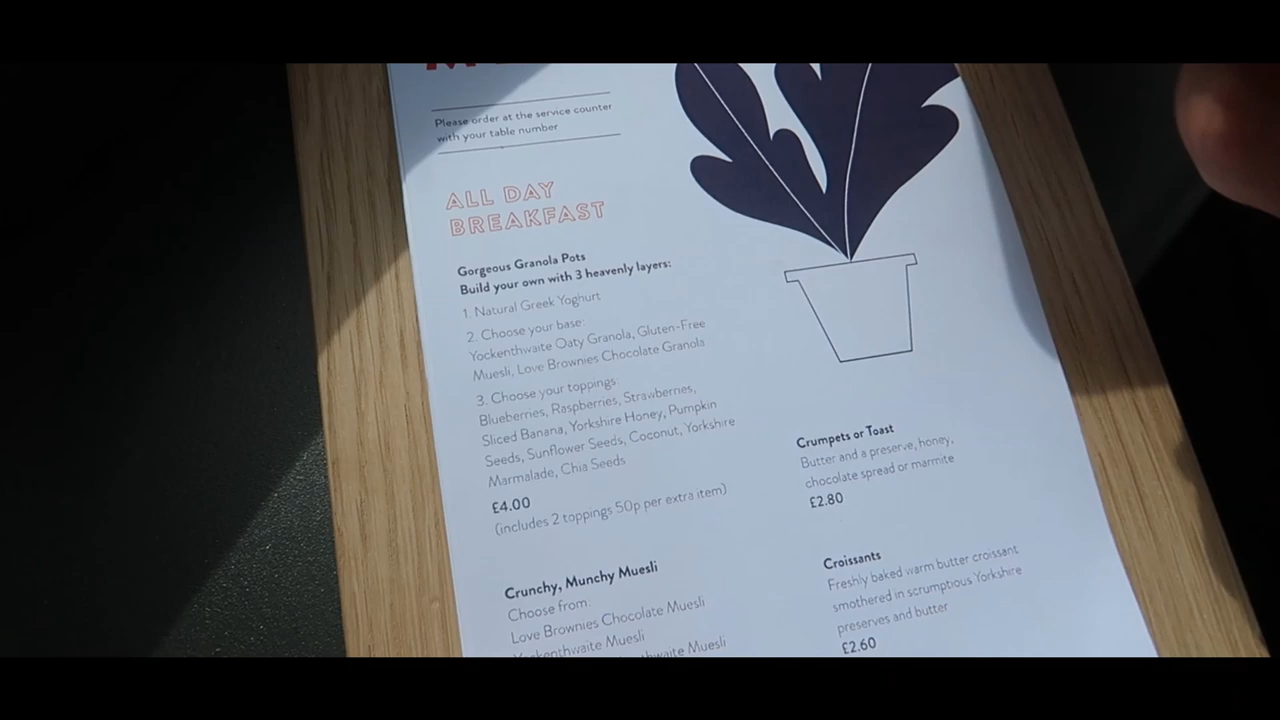 Please order at the service counter
with your table number
ALL DAY
BREAKFAST
Gorgeous Granola Pots
Build your own with 3 heavenly layers:
1. Natural Greek Yoghurt
2. Choose your base:
Yockenthwaite Oaty Granola, Gluten-Free
Muesli, Love Brownies Chocolate Granola
3. Choose your toppings:
Blueberries, Raspberries, Strawberries,
Sliced Banana, Yorkshire Honey, Pumpkin
Seeds, Sunflower Seeds, Coconut, Yorkshire
Marmalade, Chia Seeds
£4.00
(includes 2 toppings 50p per extra item)
Crunchy, Munchy Muesli
Choose from:
Love Brownies Chocolate Muesli
Yockenthwaite Muesli
Muesli
Crumpets or Toast
Butter and a preserve, honey,
chocolate spread or marmite
£2.80
Croissants
Freshly baked warm butter croissant
smothered in scrumptious Yorkshire
preserves and butter
£2.60